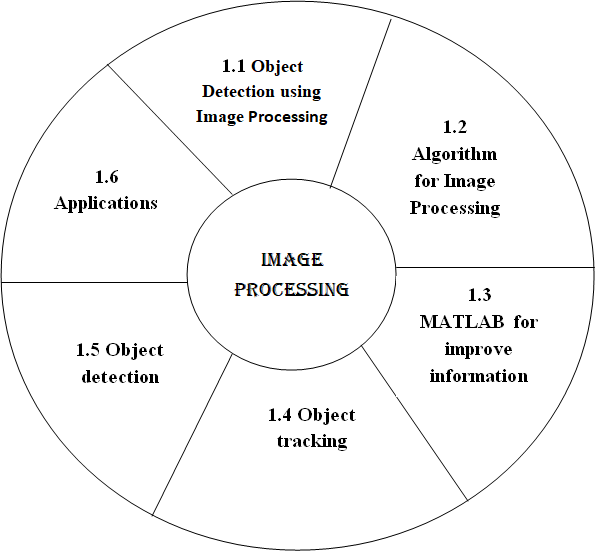 1.1 Object
Detection using
Image Processing
1.2
Algorithm
for Image
Processing
1.6
Applications
IMAGE
PROCESSING
1.3
MATLAB for
improve
information
1.5 Object
detection
1.4 Object
tracking